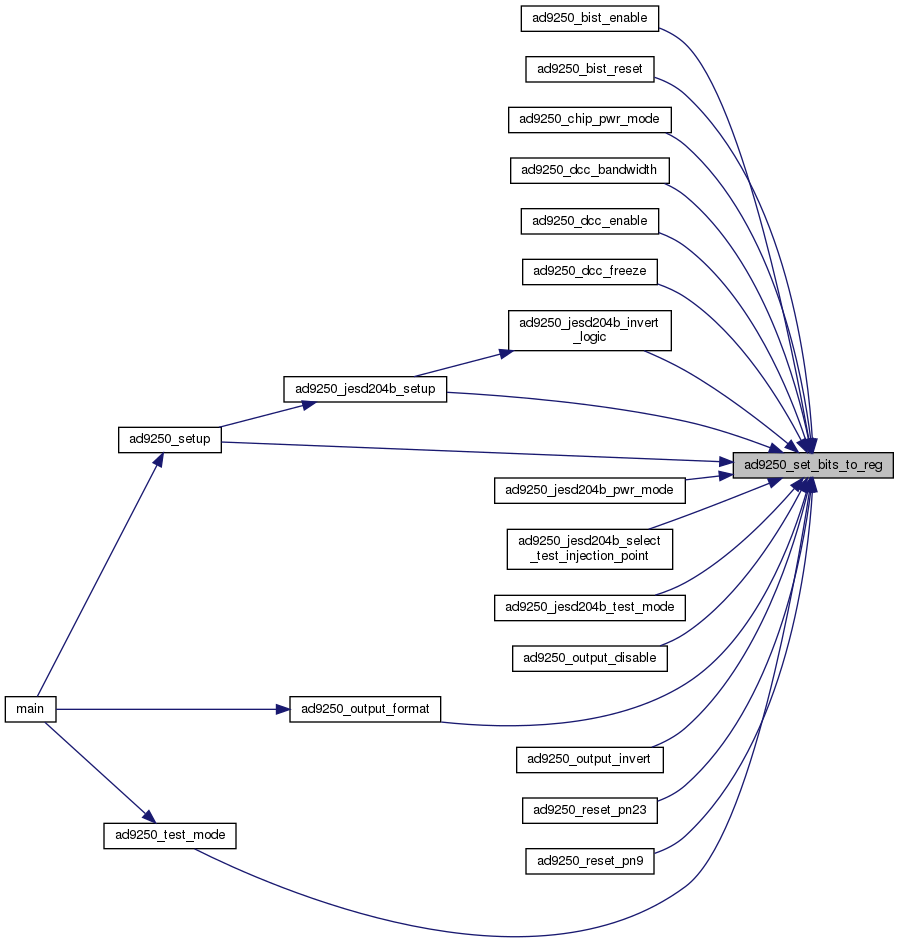 ad9250_bist_enable
ad9250_bist_reset
ad9250_chip_pwr_mode
ad9250_dcc_bandwidth
ad9250_dcc_enable
ad9250_dcc_freeze
ad9250_jesd204b_invert
_logic
ad9250_jesd204b_setup
ad9250_setup
ad9250_set_bits_to_reg
ad9250_jesd204b_pwr_mode
ad9250_jesd204b_select
_test_injection_point
ad9250_jesd204b_test_mode
ad9250_output_disable
main
ad9250_output_format
ad9250_output_invert
ad9250_reset_pn23
ad9250_test_mode
ad9250_reset_pn9